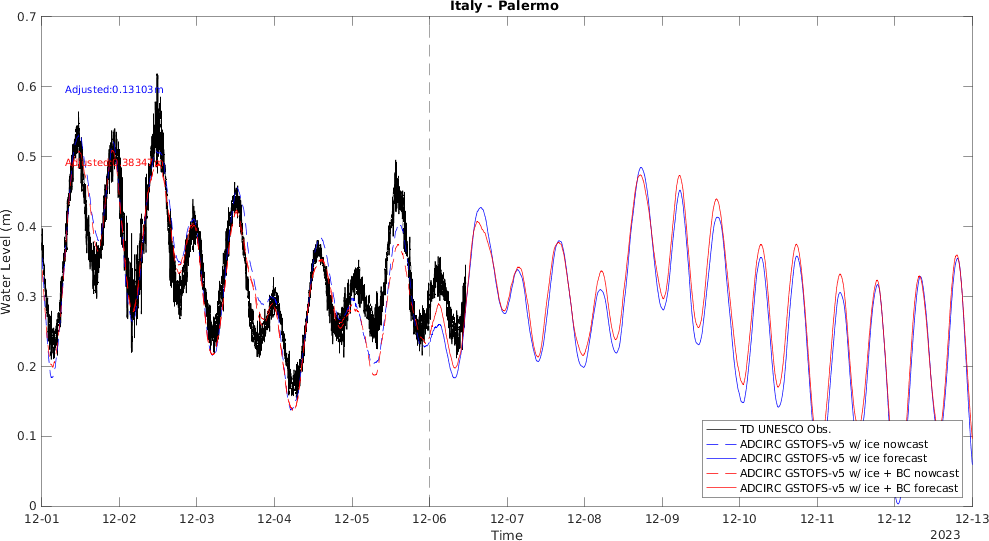 Italy - Palermo
0.7
0.6
0.5
0.4
0.3
0.2
0.1
0
Water Level (m)
Adjusted:0.13103m
TD UNESCO Obs.
ADCIRC GSTOFS-v5 w/ ice nowcast
ADCIRC GSTOFS-v5 w/ ice forecast
ADCIRC GSTOFS-v5 w/ ice + BC nowcast
ADCIRC GSTOFS-v5 w/ ice + BC forecast
12-01 12-02 12-03 12-04 12-05 12-06 12-07 12-08 12-09 12-10 12-11 12-12 12-13
Time
2023